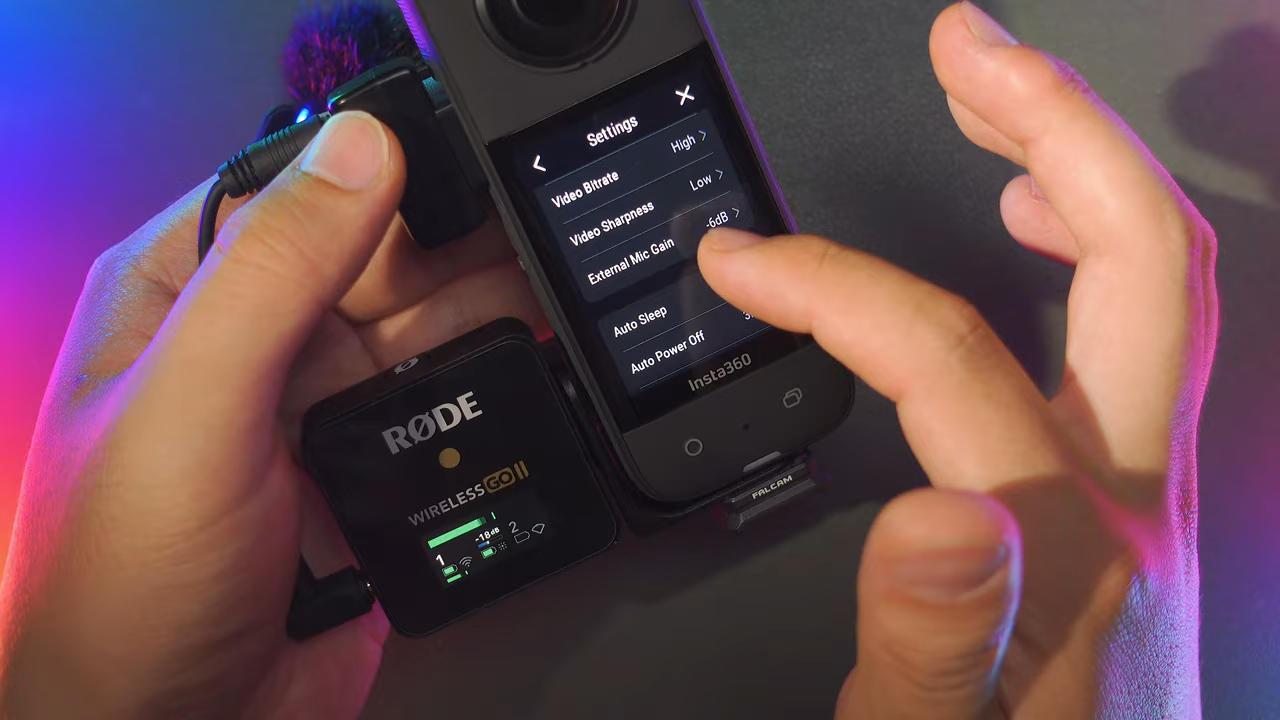 Settings
Video Bitrate High
Video Sharpness Low
External Mic Gain -6dB
Auto Sleep
Auto Power Off
Insta360
FALCAM
RØDE
WIRELESS GO II
1 -18dB 2